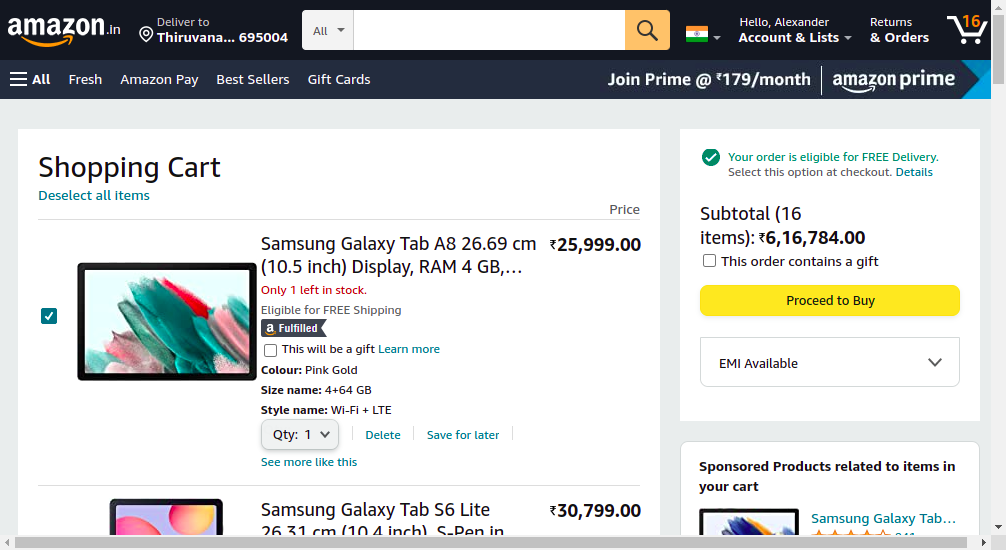 amazon.in
Deliver to
Thiruvana... 695004
All
Hello, Alexander
Account & Lists
Returns
& Orders
16
All
Fresh
Amazon Pay
Best Sellers
Gift Cards
Join Prime @ ₹179/month
amazon prime
Shopping Cart
Deselect all items
Price
Samsung Galaxy Tab A8 26.69 cm
(10.5 inch) Display, RAM 4 GB,...
₹25,999.00
Only 1 left in stock.
Eligible for FREE Shipping
a Fulfilled
This will be a gift Learn more
Colour: Pink Gold
Size name: 4+64 GB
Style name: Wi-Fi + LTE
Qty: 1
Delete
Save for later
See more like this
Samsung Galaxy Tab S6 Lite
26.31 cm (10.4 inch), S-Pen in
₹30,799.00
Your order is eligible for FREE Delivery.
Select this option at checkout. Details
Subtotal (16
items): ₹6,16,784.00
This order contains a gift
Proceed to Buy
EMI Available
Sponsored Products related to items in
your cart
Samsung Galaxy Tab...